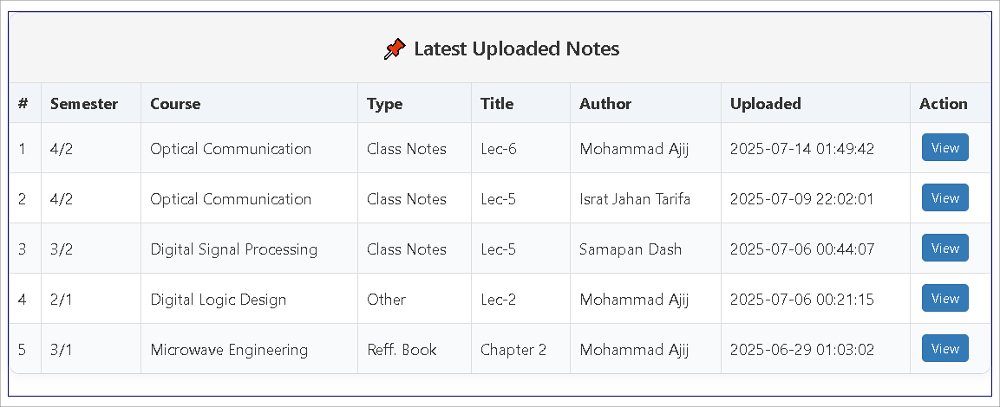 📌 Latest Uploaded Notes
# Semester Course Type Title Author Uploaded Action
1 4/2 Optical Communication Class Notes Lec-6 Mohammad Ajij 2025-07-14 01:49:42 View
2 4/2 Optical Communication Class Notes Lec-5 Israt Jahan Tarifa 2025-07-09 22:02:01 View
3 3/2 Digital Signal Processing Class Notes Lec-5 Samapan Dash 2025-07-06 00:44:07 View
4 2/1 Digital Logic Design Other Lec-2 Mohammad Ajij 2025-07-06 00:21:15 View
5 3/1 Microwave Engineering Reff. Book Chapter 2 Mohammad Ajij 2025-06-29 01:03:02 View